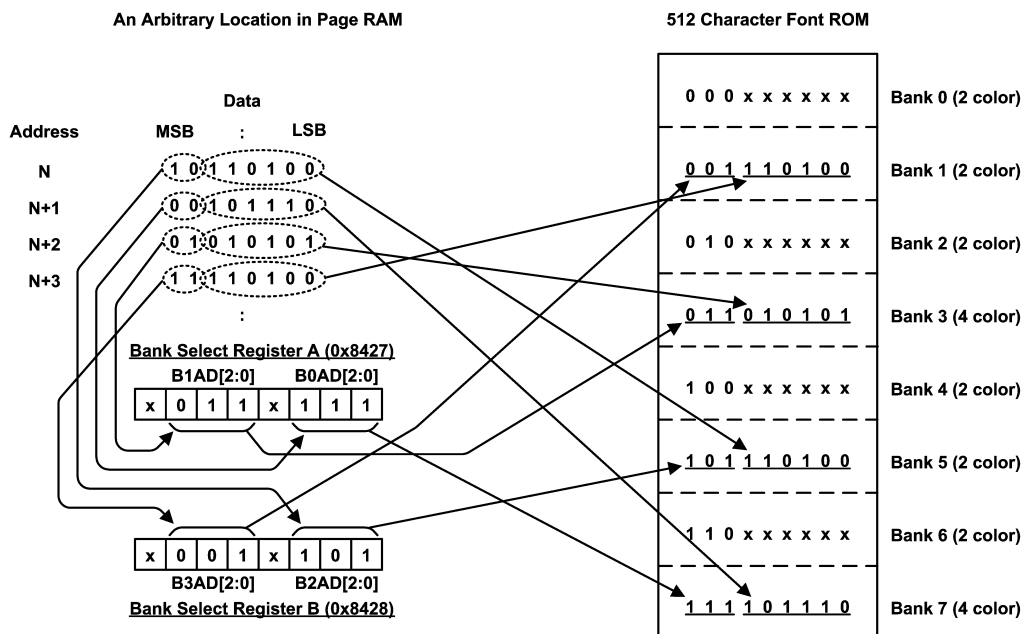 An Arbitrary Location in Page RAM
512 Character Font ROM
Data
Address MSB : LSB
N 1 0 1 1 0 1 0 0
N+1 0 0 1 0 1 1 1 0
N+2 0 1 0 1 0 1 0 1
N+3 1 1 1 1 0 1 0 0
:
Bank Select Register A (0x8427)
B1AD[2:0] B0AD[2:0]
x 0 1 1 x 1 1 1
x 0 0 1 x 1 0 1
B3AD[2:0] B2AD[2:0]
Bank Select Register B (0x8428)
0 0 0 x x x x x x Bank 0 (2 color)
0 0 1 1 1 0 1 0 0 Bank 1 (2 color)
0 1 0 x x x x x x Bank 2 (2 color)
0 1 1 0 1 0 1 0 1 Bank 3 (4 color)
1 0 0 x x x x x x Bank 4 (2 color)
1 0 1 1 1 0 1 0 0 Bank 5 (2 color)
1 1 0 x x x x x x Bank 6 (2 color)
1 1 1 1 0 1 1 1 0 Bank 7 (4 color)